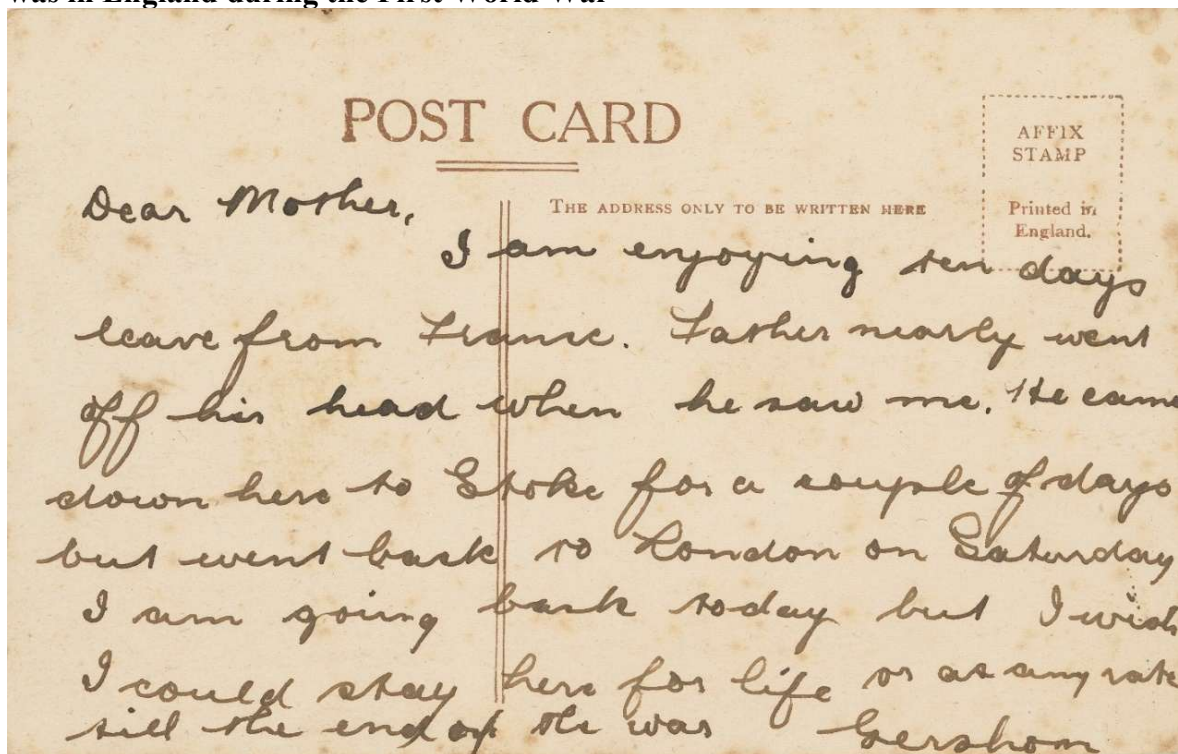 was in England during the First World War
POST CARD
AFFIX
STAMP
Dear Mother,
THE ADDRESS ONLY TO BE WRITTEN HERE
Printed in
England.
I am enjoying ten days
leave from France. Father nearly went
off his head when he saw me. He came
down here to Stoke for a couple of days
but went back to London on Saturday
I am going back today but I wish
I could stay here for life or at any rate
till the end of the war Gershom